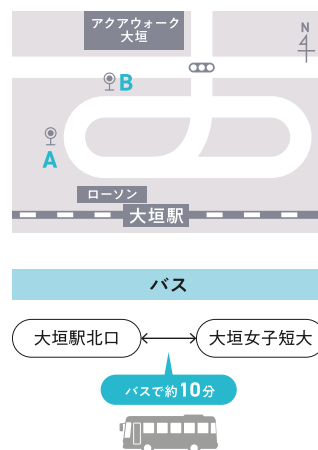 アクアウォーク
大垣
N
B
A
ローソン
大垣駅
バス
大垣駅北口
大垣女子短大
バスで約10分